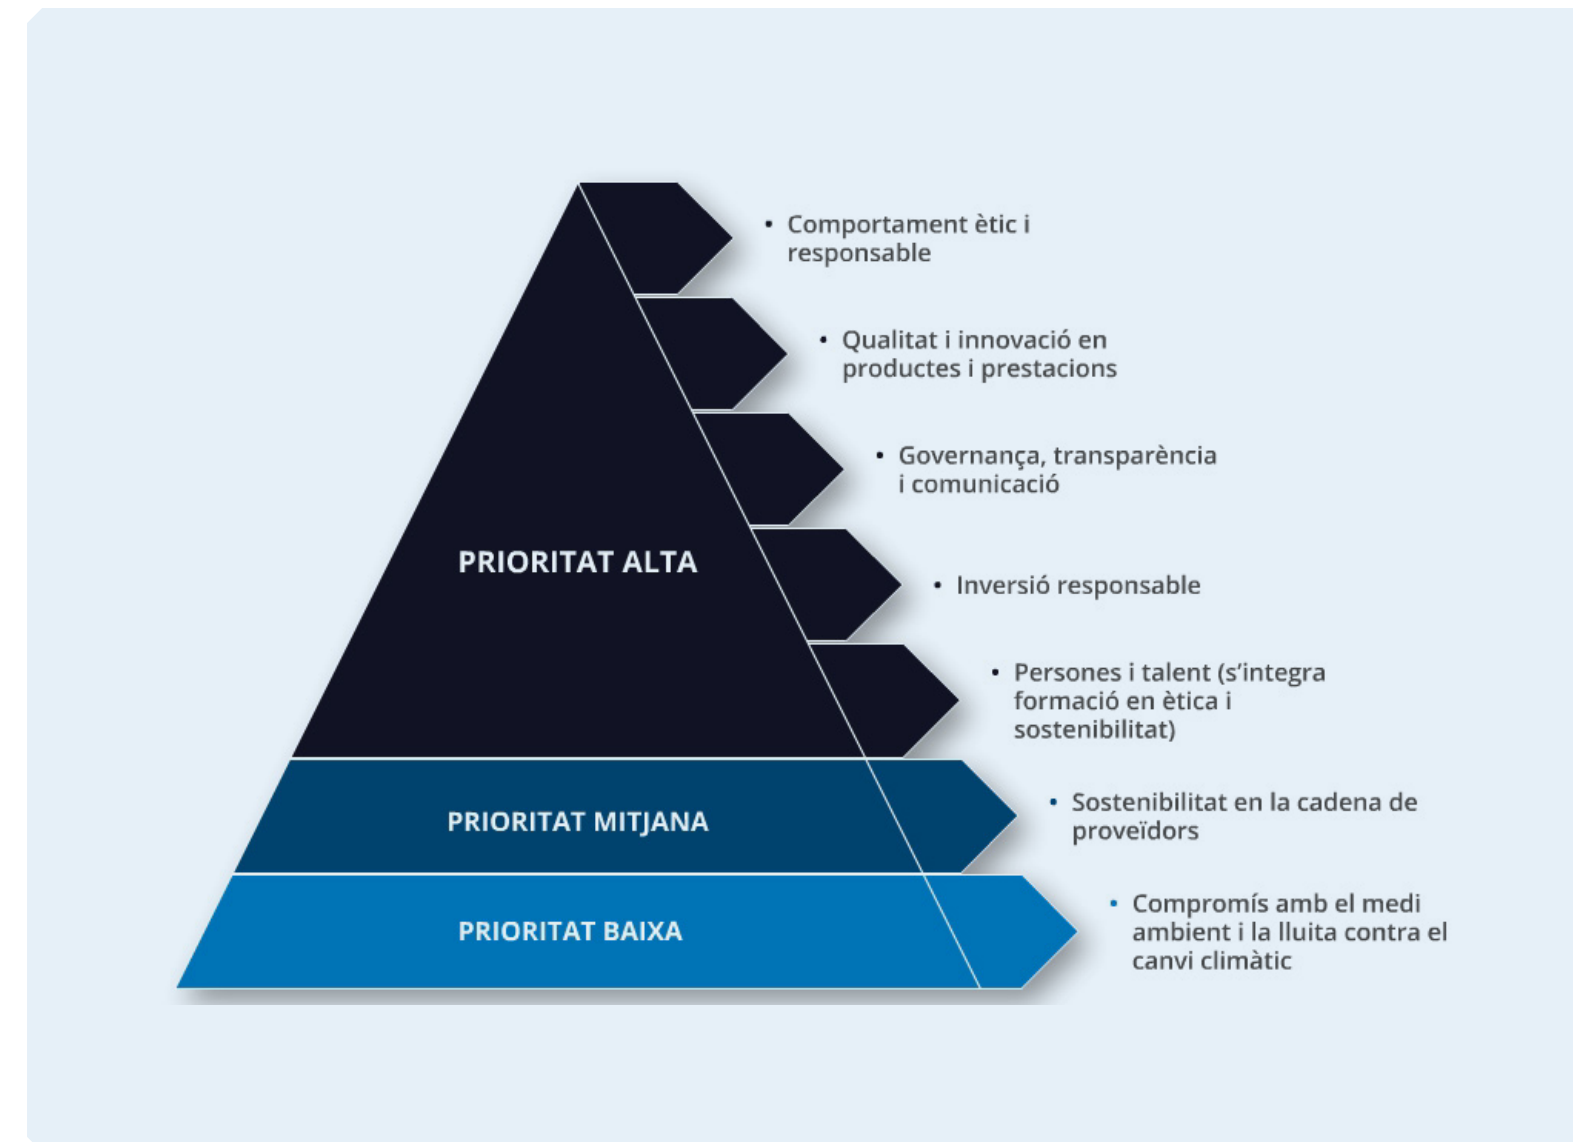 • Comportament ètic i
responsable
• Qualitat i innovació en
productes i prestacions
• Governança, transparència
i comunicació
PRIORITAT ALTA
• Inversió responsable
• Persones i talent (s’integra
formació en ètica i
sostenibilitat)
PRIORITAT MITJANA
• Sostenibilitat en la cadena de
proveïdors
PRIORITAT BAIXA
• Compromís amb el medi
ambient i la lluita contra el
canvi climàtic